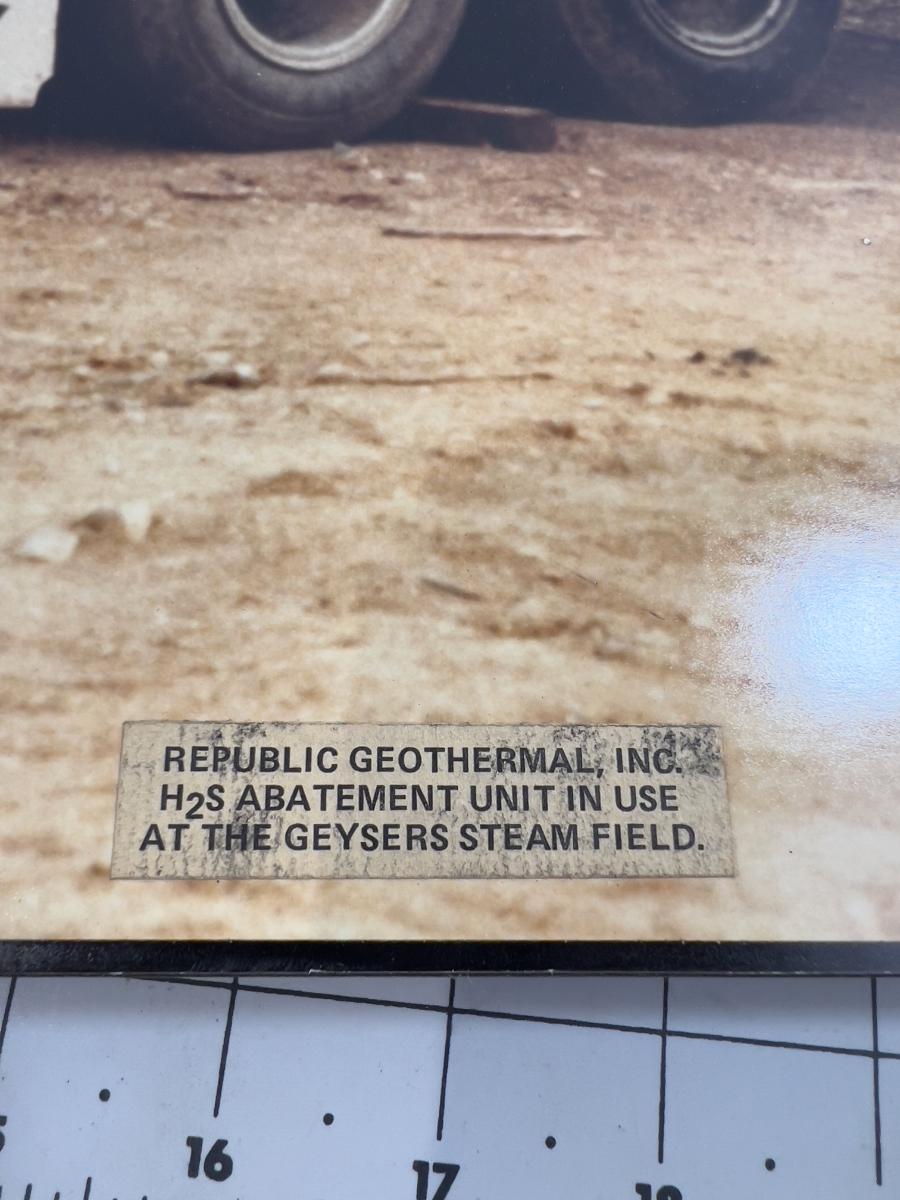 REPUBLIC GEOTHERMAL, INC.
H2S ABATEMENT UNIT IN USE
AT THE GEYSERS STEAM FIELD.
16
17